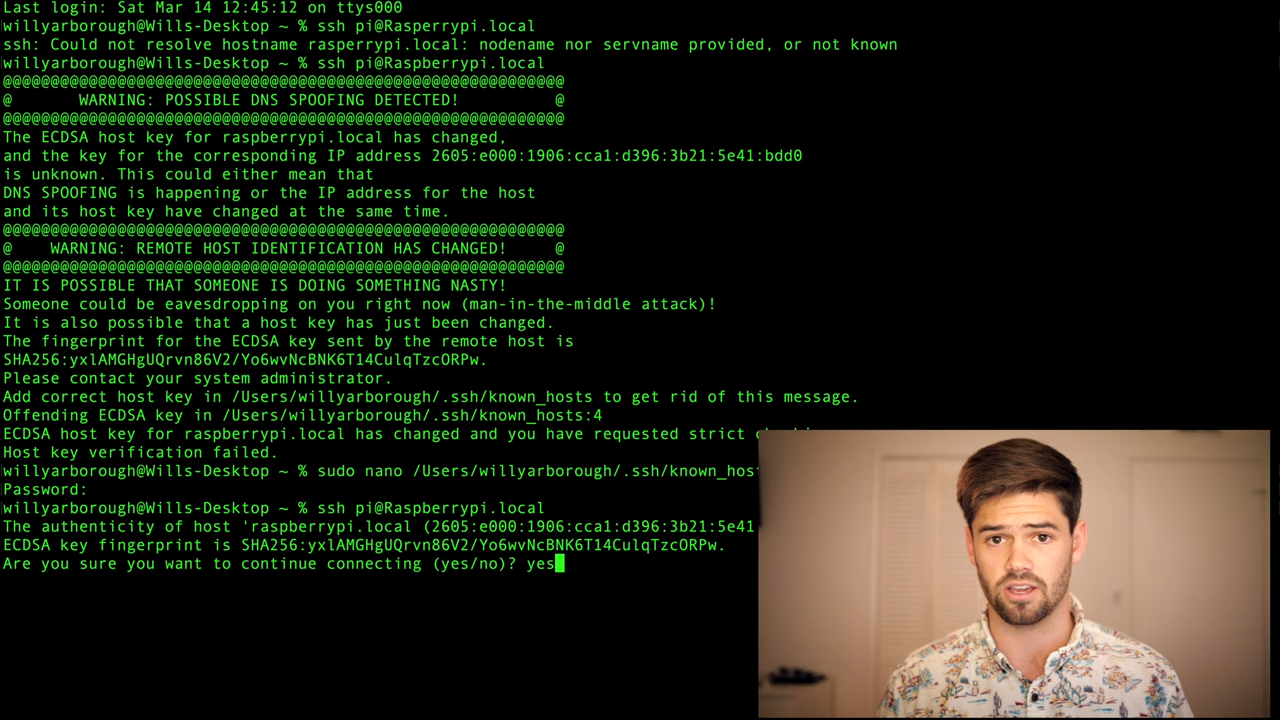 Last login: Sat Mar 14 12:45:12 on ttys000
willyarborough@Wills-Desktop ~ % ssh pi@Rasperrypi.local
ssh: Could not resolve hostname rasperrypi.local: nodename nor servname provided, or not known
willyarborough@Wills-Desktop ~ % ssh pi@Raspberrypi.local
@@@@@@@@@@@@@@@@@@@@@@@@@@@@@@@@@@@@@@@@@@@@@@@@@@@@@@@@@@@
@       WARNING: POSSIBLE DNS SPOOFING DETECTED!          @
@@@@@@@@@@@@@@@@@@@@@@@@@@@@@@@@@@@@@@@@@@@@@@@@@@@@@@@@@@@
The ECDSA host key for raspberrypi.local has changed,
and the key for the corresponding IP address 2605:e000:1906:cca1:d396:3b21:5e41:bdd0
is unknown. This could either mean that
DNS SPOOFING is happening or the IP address for the host
and its host key have changed at the same time.
@@@@@@@@@@@@@@@@@@@@@@@@@@@@@@@@@@@@@@@@@@@@@@@@@@@@@@@@@@@
@    WARNING: REMOTE HOST IDENTIFICATION HAS CHANGED!     @
@@@@@@@@@@@@@@@@@@@@@@@@@@@@@@@@@@@@@@@@@@@@@@@@@@@@@@@@@@@
IT IS POSSIBLE THAT SOMEONE IS DOING SOMETHING NASTY!
Someone could be eavesdropping on you right now (man-in-the-middle attack)!
It is also possible that a host key has just been changed.
The fingerprint for the ECDSA key sent by the remote host is
SHA256:yxlAMGHgUQrvn86V2/Yo6wvNcBNK6T14CulqTzcORPw.
Please contact your system administrator.
Add correct host key in /Users/willyarborough/.ssh/known_hosts to get rid of this message.
Offending ECDSA key in /Users/willyarborough/.ssh/known_hosts:4
ECDSA host key for raspberrypi.local has changed and you have requested strict
Host key verification failed.
willyarborough@Wills-Desktop ~ % sudo nano /Users/willyarborough/.ssh/known_hos
Password:
willyarborough@Wills-Desktop ~ % ssh pi@Raspberrypi.local
The authenticity of host 'raspberrypi.local (2605:e000:1906:cca1:d396:3b21:5e41
ECDSA key fingerprint is SHA256:yxlAMGHgUQrvn86V2/Yo6wvNcBNK6T14CulqTzcORPw.
Are you sure you want to continue connecting (yes/no)? yes